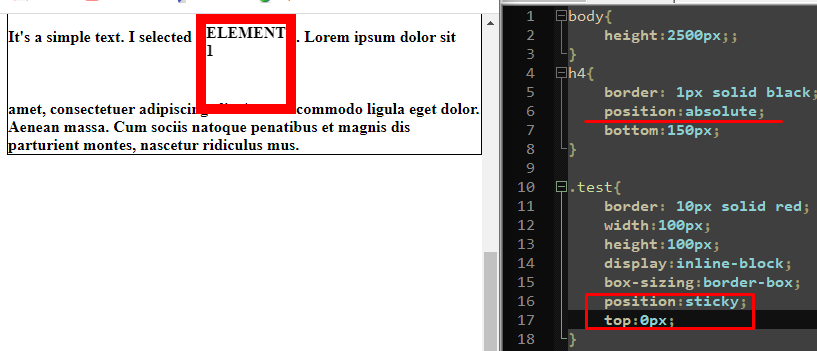 It's a simple text. I selected ELEMENT 1 . Lorem ipsum dolor sit
amet, consectetuer adipiscing commodo ligula eget dolor.
Aenean massa. Cum sociis natoque penatibus et magnis dis
parturient montes, nascetur ridiculus mus.
1 body{
2 height:2500px;;
3 }
4 h4{
5 border: 1px solid black;
6 position:absolute;
7 bottom:150px;
8 }
9
10 .test{
11 border: 10px solid red;
12 width:100px;
13 height:100px;
14 display:inline-block;
15 box-sizing:border-box;
16 position:sticky;
17 top:0px;
18 }